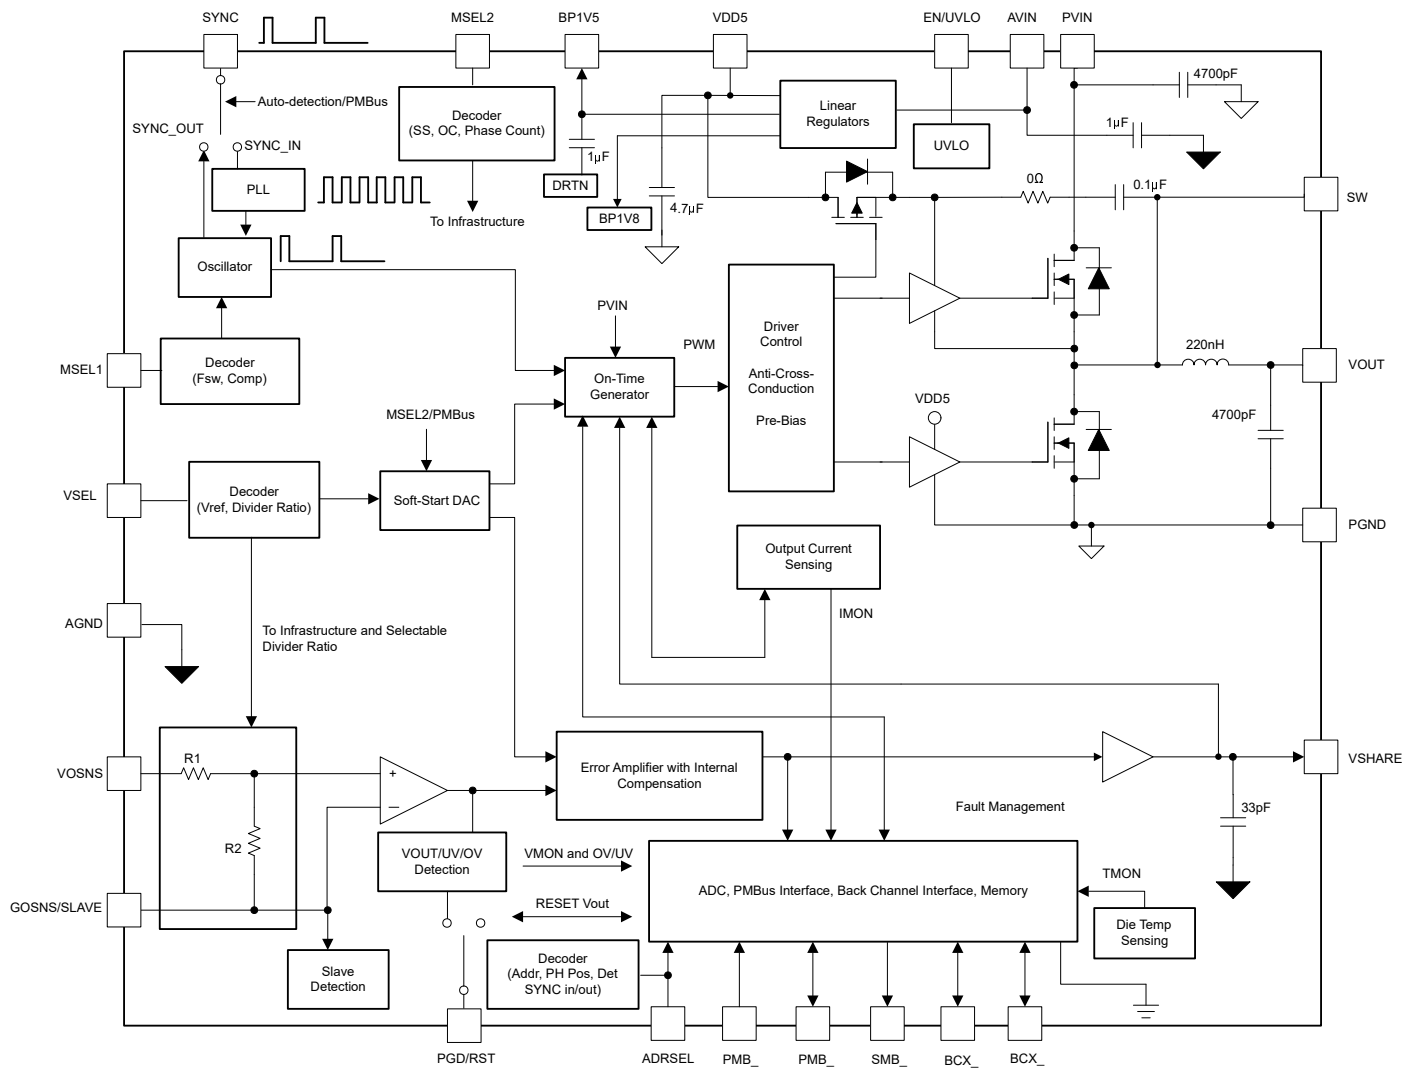 SYNC
MSEL2
BP1V5
VDD5
EN/UVLO
AVIN
PVIN
4700pF
Auto-detection/PMBus
Decoder
(SS, OC, Phase Count)
Linear
Regulators
SYNC_OUT
SYNC_IN
1µF
1µF
UVLO
PLL
DRTN
0Ω
0.1µF
SW
To Infrastructure
BP1V8
4.7µF
Oscillator
PVIN
Driver
Control
Anti-Cross-
Conduction
Pre-Bias
PWM
220nH
MSEL1
Decoder
(Fsw, Comp)
On-Time
Generator
VOUT
MSEL2/PMBus
VDD5
4700pF
VSEL
Decoder
(Vref, Divider Ratio)
Soft-Start DAC
PGND
Output Current
Sensing
AGND
IMON
To Infrastructure and Selectable
Divider Ratio
R1
VOSNS
+
−
Error Amplifier with Internal
Compensation
VSHARE
Fault Management
33pF
R2
VOUT/UV/OV
Detection
VMON and OV/UV
TMON
ADC, PMBus Interface, Back Channel Interface, Memory
GOSNS/SLAVE
RESET Vout
Die Temp
Sensing
Slave
Detection
Decoder
(Addr, PH Pos, Det
SYNC in/out)
PGD/RST
ADRSEL
PMB_
PMB_
SMB_
BCX_
BCX_